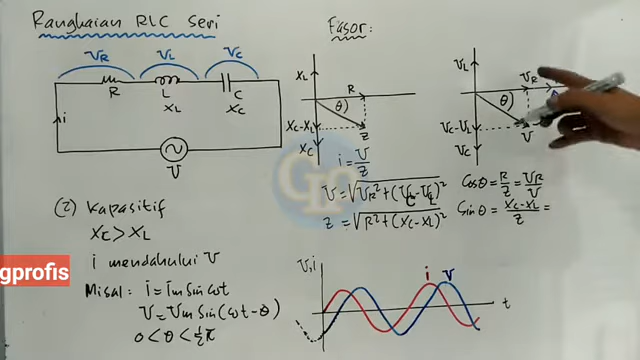 Rangkaian RLC Seri
VR VL VC
R L C
XL XC
i
V
(2) Kapasitif
XC > XL
i mendahului V
Misal : i = Im Sin ωt
V = Vm Sin (ωt - θ)
0 < θ < ½π
gprofis
Fasor :
XL
R
θ
XC-XL
XC
Z
i = V/Z
V = √VR² + (VC - VL)²
Z = √R² + (XC - XL)²
VL
VR
θ
VC-VL
VC
V
Cos θ = R/Z = VR/V
Sin θ = XC-XL/Z =
V,i
i V
t